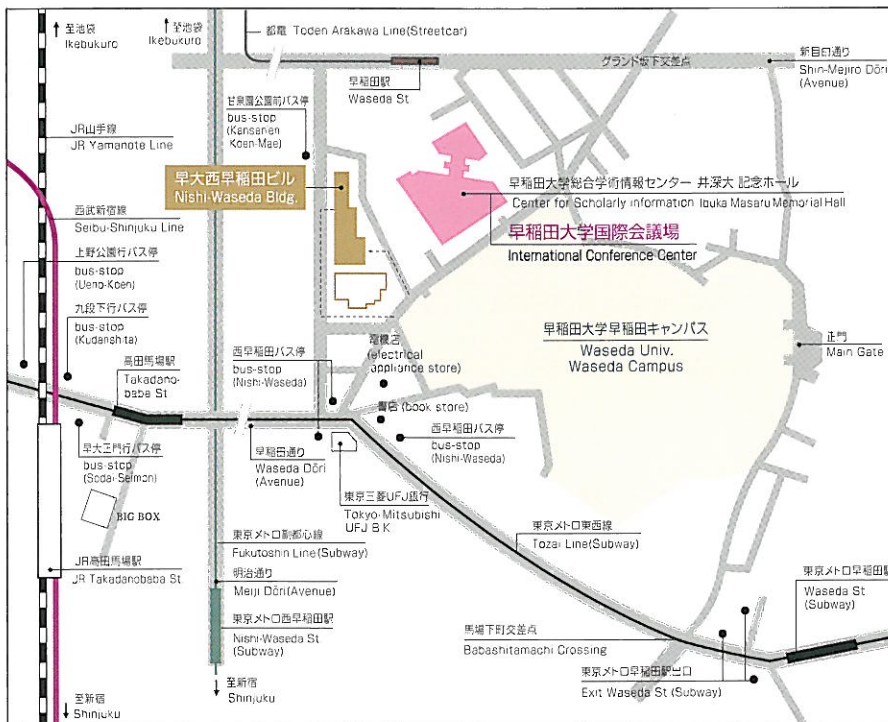 至池袋
Ikebukuro
至池袋
Ikebukuro
都電 Toden Arakawa Line(Streetcar)
早稲田駅
Waseda St.
グランド坂下交差点
新目白通り
Shin-Mejiro Dōri
(Avenue)
甘泉園公園前バス停
bus-stop
(Kansenen
Koen-Mae)
JR山手線
JR Yamanote Line
早大西早稲田ビル
Nishi-Waseda Bldg.
早稲田大学総合学術情報センター 井深大 記念ホール
Center for Scholarly information Ibuka Masaru Memorial Hall
早稲田大学国際会議場
International Conference Center
西武新宿線
Seibu-Shinjuku Line
上野公園行バス停
bus-stop
(Ueno-Koen)
九段下行バス停
bus-stop
(Kudanshita)
高田馬場駅
Takadano-
baba St
西早稲田バス停
bus-stop
(Nishi-Waseda)
電機店
(electrical
appliance store)
早稲田大学早稲田キャンパス
Waseda Univ.
Waseda Campus
正門
Main Gate
書店 (book store)
西早稲田バス停
bus-stop
(Nishi-Waseda)
早大正門行バス停
bus-stop
(Sodai-Seimon)
早稲田通り
Waseda Dōri
(Avenue)
BIG BOX
東京三菱UFJ銀行
Tokyo-Mitsubishi
UFJ B K
東京メトロ副都心線
Fukutoshin Line(Subway)
東京メトロ東西線
Tozai Line(Subway)
JR高田馬場駅
JR Takadanobaba St.
明治通り
Meiji Dōri(Avenue)
東京メトロ早稲田駅
Waseda St
(Subway)
東京メトロ西早稲田駅
Nishi-Waseda St
(Subway)
馬場下町交差点
Babashitamachi Crossing
東京メトロ早稲田駅出口
Exit Waseda St (Subway)
至新宿
Shinjuku
至新宿
Shinjuku